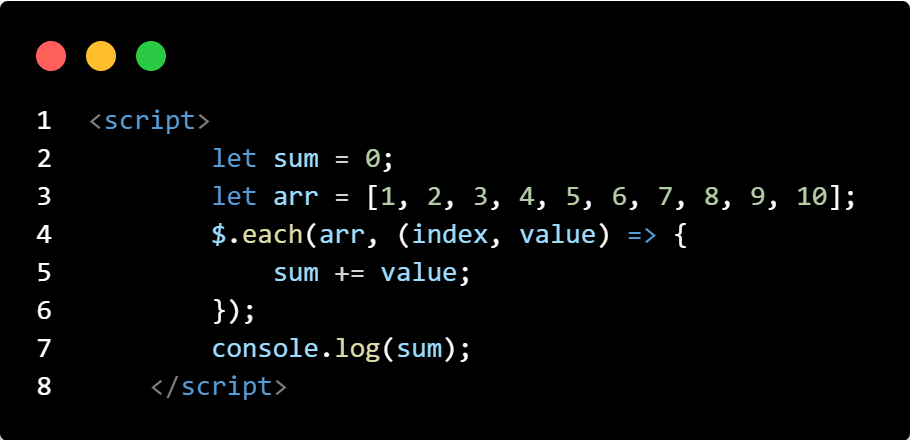 1 <script>
2 let sum = 0;
3 let arr = [1, 2, 3, 4, 5, 6, 7, 8, 9, 10];
4 $.each(arr, (index, value) => {
5 sum += value;
6 });
7 console.log(sum);
8 </script>